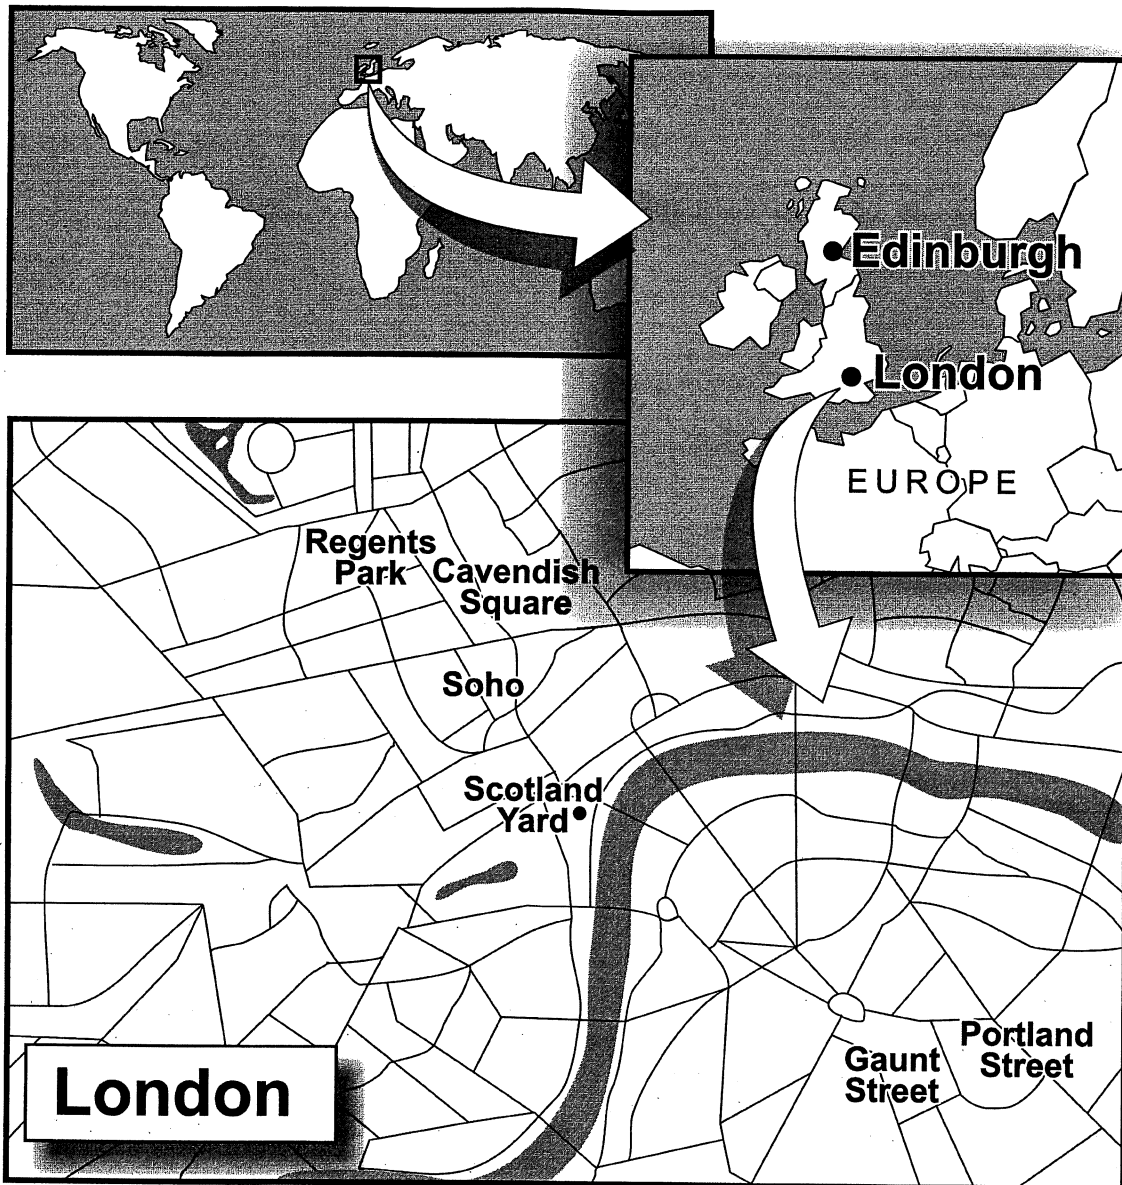 Edinburgh
London
EUROPE
Regents
Park
Cavendish
Square
Soho
Scotland
Yard
Portland
Street
Gaunt
Street
London